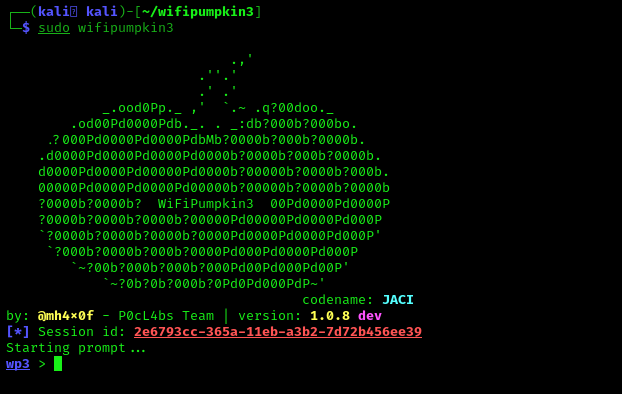 ┌──(kali㉿ kali)-[~/wifipumpkin3]
└─$ sudo wifipumpkin3
                            .,'
                        .''.'
                        .' .'
            _.ood0Pp._ ,'  `.~ .q?00doo._
        .od00Pd0000Pdb._. . _:db?000b?000bo.
     .?000Pd0000Pd0000PdbMb?0000b?000b?0000b.
    .d0000Pd0000Pd0000Pd0000b?0000b?000b?0000b.
    d0000Pd0000Pd00000Pd0000b?00000b?0000b?000b.
    00000Pd0000Pd0000Pd00000b?00000b?0000b?0000b
    ?0000b?0000b?  WiFiPumpkin3  00Pd0000Pd0000P
    ?0000b?0000b?0000b?00000Pd00000Pd0000Pd000P
    `?0000b?0000b?0000b?0000Pd0000Pd0000Pd000P'
     `?000b?0000b?000b?0000Pd000Pd0000Pd000P
        `~?00b?000b?000b?000Pd00Pd000Pd00P'
            `~?0b?0b?000b?0Pd0Pd000PdP~'
                                     codename: JACI
by: @mh4x0f - P0cL4bs Team | version: 1.0.8 dev
[*] Session id: 2e6793cc-365a-11eb-a3b2-7d72b456ee39
Starting prompt...
wp3 >